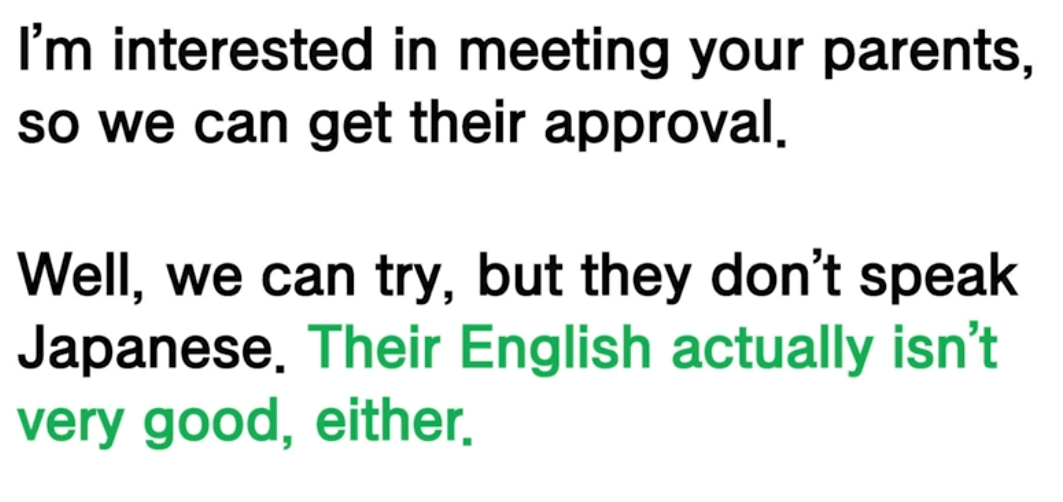 I’m interested in meeting your parents,
so we can get their approval.
Well, we can try, but they don’t speak
Japanese. Their English actually isn’t
very good, either.